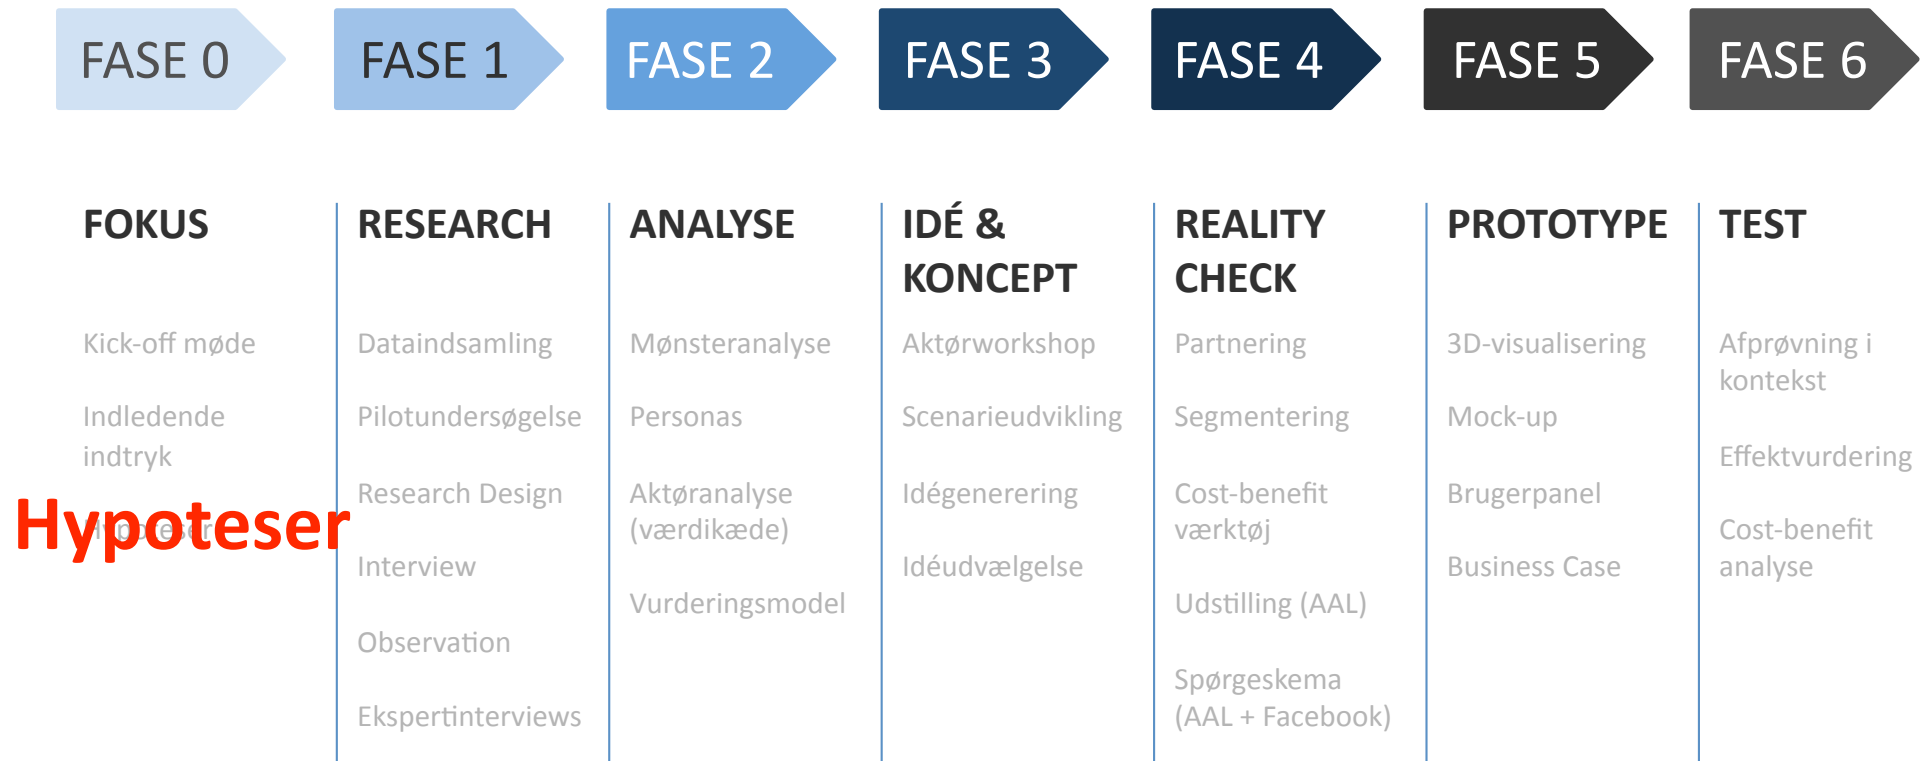 FASE 0
FASE 1
FASE 2
FASE 3
FASE 4
FASE 5
FASE 6
FOKUS
Kick-off møde
Indledende
indtryk
Hypoteser
Hypoteser
RESEARCH
Dataindsamling
Pilotundersøgelse
Research Design
Interview
Observation
Ekspertinterviews
ANALYSE
Mønsteranalyse
Personas
Aktøranalyse
(værdikæde)
Vurderingsmodel
IDÉ &
KONCEPT
Aktørworkshop
Scenarieudvikling
Idégenerering
Idéudvælgelse
REALITY
CHECK
Partnering
Segmentering
Cost-benefit
værktøj
Udstilling (AAL)
Spørgeskema
(AAL + Facebook)
PROTOTYPE
3D-visualisering
Mock-up
Brugerpanel
Business Case
TEST
Afprøvning i
kontekst
Effektvurdering
Cost-benefit
analyse